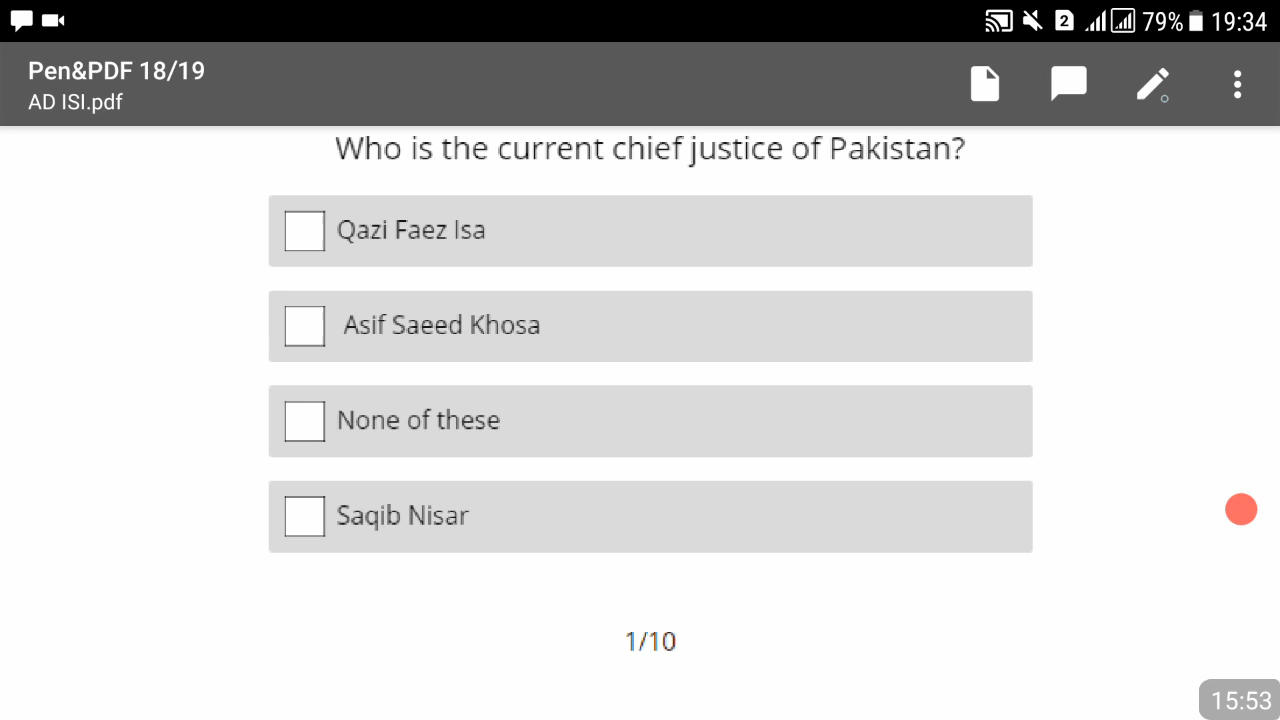 2 79% 19:34
Pen&PDF 18/19
AD ISI.pdf
Who is the current chief justice of Pakistan?
Qazi Faez Isa
Asif Saeed Khosa
None of these
Saqib Nisar
1/10
15:53